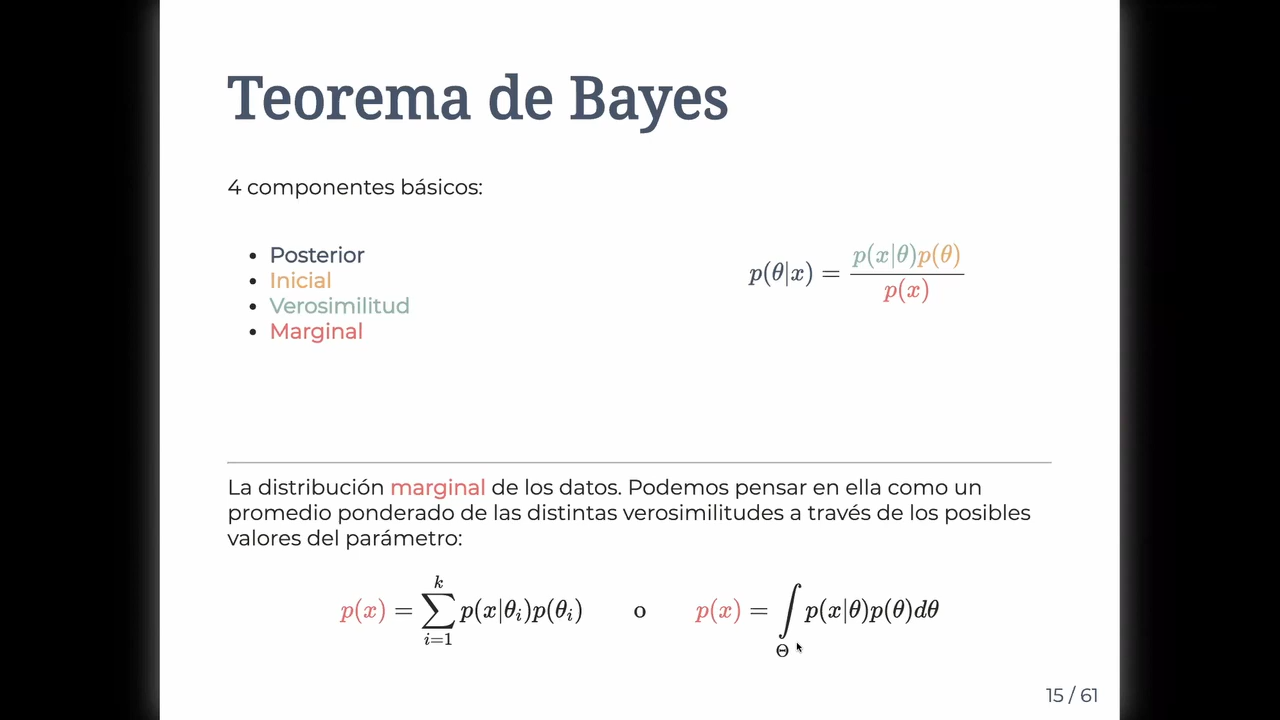 Teorema de Bayes
4 componentes básicos:
• Posterior
• Inicial
• Verosimilitud
• Marginal
p(θ|x) = p(x|θ)p(θ) / p(x)
La distribución marginal de los datos. Podemos pensar en ella como un
promedio ponderado de las distintas verosimilitudes a través de los posibles
valores del parámetro:
p(x) = ∑_{i=1}^{k} p(x|θ_i)p(θ_i) o p(x) = ∫_Θ p(x|θ)p(θ)dθ
15 / 61